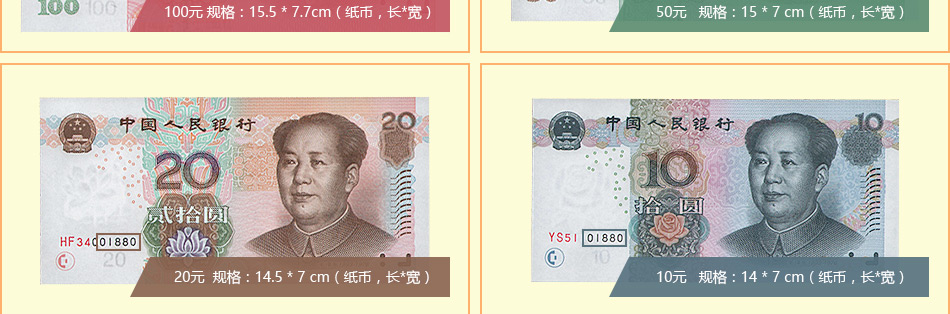 100 100
100元 规格：15.5 * 7.7cm（纸币，长*宽）
50元 规格：15 * 7 cm（纸币，长*宽）
中国人民银行
20
20
贰拾圆
HF34001880
20
20元 规格：14.5 * 7 cm（纸币，长*宽）
中国人民银行
10
10
拾圆
YS51 01880
10
10元 规格：14 * 7 cm（纸币，长*宽）